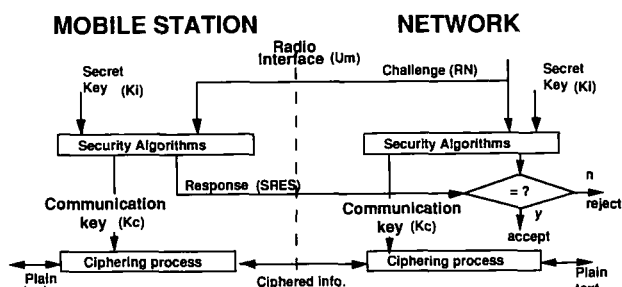 MOBILE STATION
NETWORK
Radio
Interface (Um)
Secret
Key (Ki)
Challenge (RN)
Secret
Key (Ki)
Security Algorithms
Security Algorithms
n
Response (SRES)
= ?
reject
Communication
key (Kc)
Communication
key (Kc)
y
accept
Ciphering process
Ciphering process
Plain
Ciphered info.
Plain
text